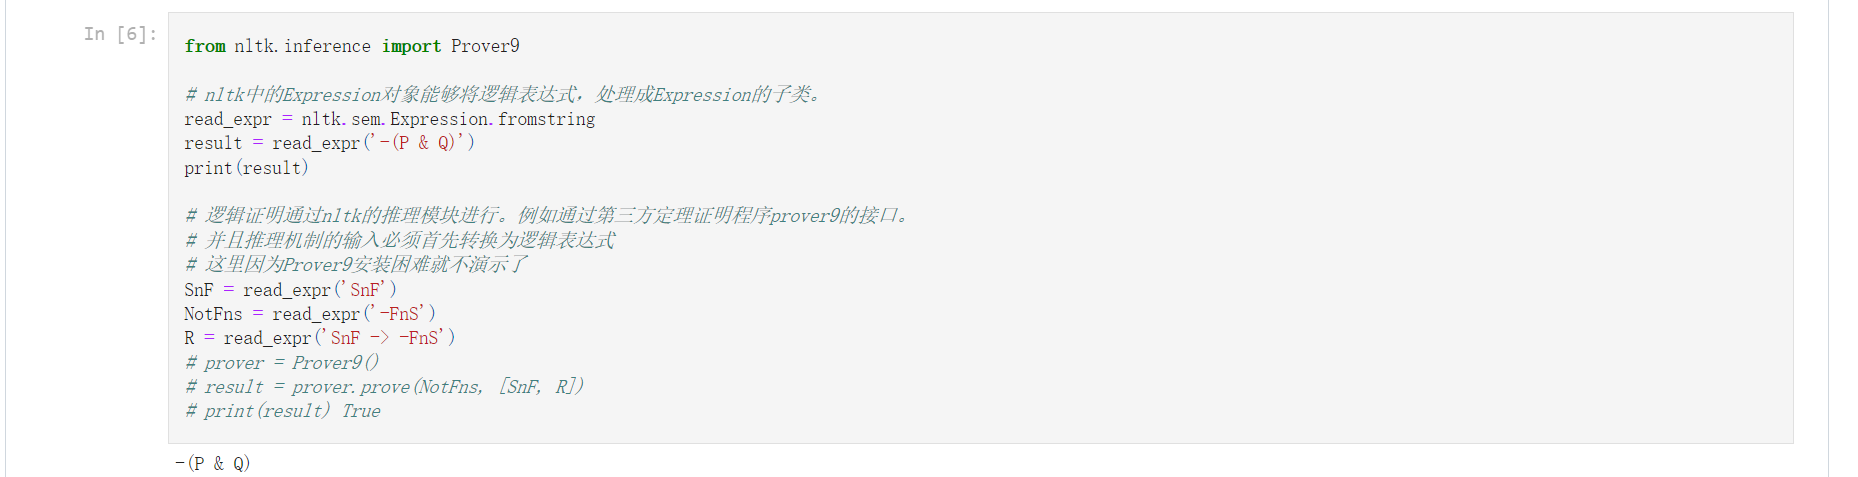 In [6]:
from nltk.inference import Prover9
# nltk中的Expression对象能够将逻辑表达式，处理成Expression的子类。
read_expr = nltk.sem.Expression.fromstring
result = read_expr('-(P & Q)')
print(result)
# 逻辑证明通过nltk的推理模块进行。例如通过第三方定理证明程序prover9的接口。
# 并且推理机制的输入必须首先转换为逻辑表达式
# 这里因为Prover9安装困难就不演示了
SnF = read_expr('SnF')
NotFns = read_expr('-FnS')
R = read_expr('SnF -> -FnS')
# prover = Prover9()
# result = prover.prove(NotFns, [SnF, R])
# print(result) True
-(P & Q)